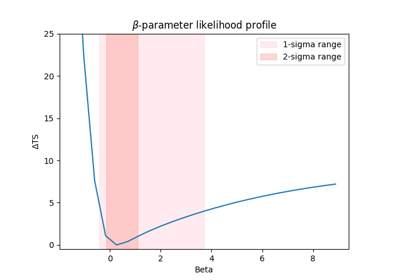 β-parameter likelihood profile
1-sigma range
2-sigma range
25
20
15
10
5
0
ΔTS
0 2 4 6 8
Beta